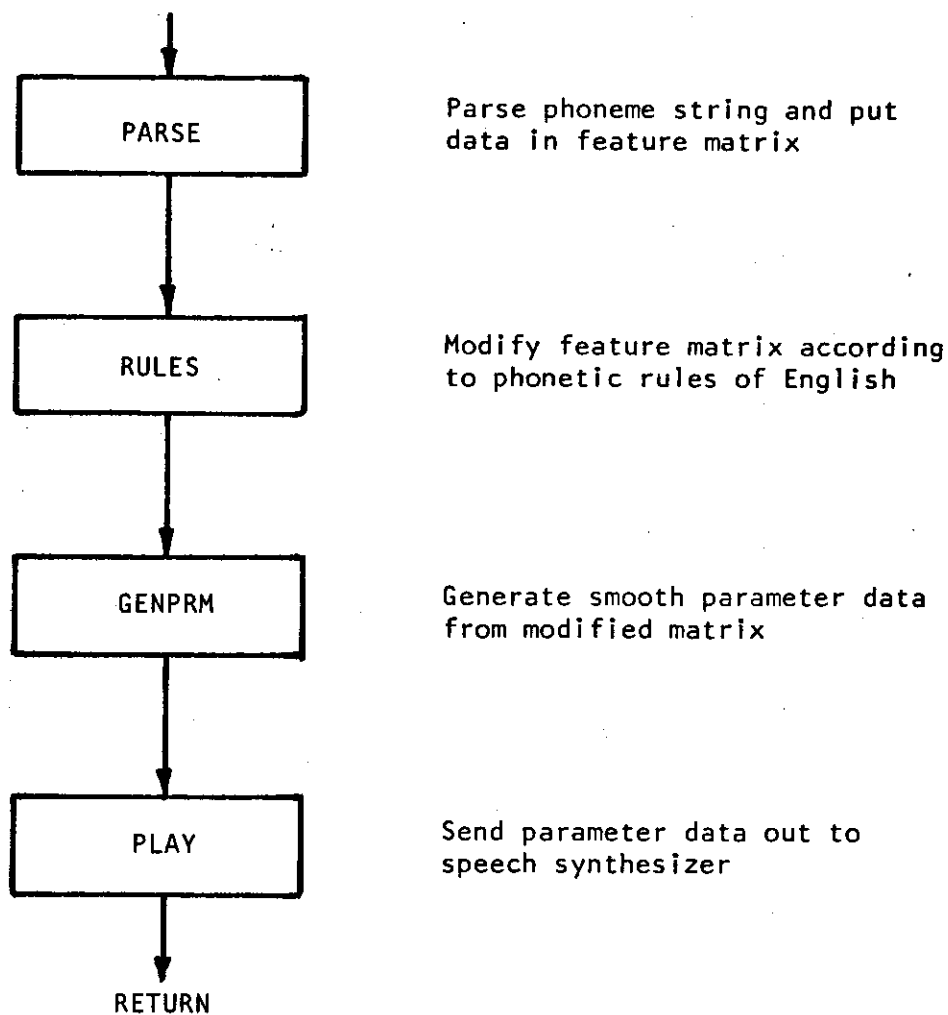 PARSE
Parse phoneme string and put
data in feature matrix
RULES
Modify feature matrix according
to phonetic rules of English
GENPRM
Generate smooth parameter data
from modified matrix
PLAY
Send parameter data out to
speech synthesizer
RETURN